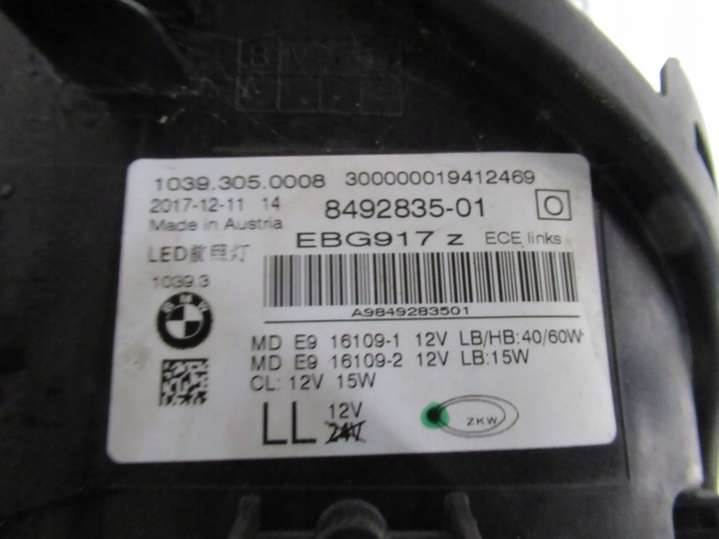 1039.305.0008 300000019412469
2017-12-11 14 8492835-01 O
Made in Austria
EBG917 z ECE links
LED前照灯
1039.3
BMW
A9849283501
MD E9 16109-1 12V LB/HB:40/60W
MD E9 16109-2 12V LB:15W
CL: 12V 15W
LL 12V
24V
ZKW